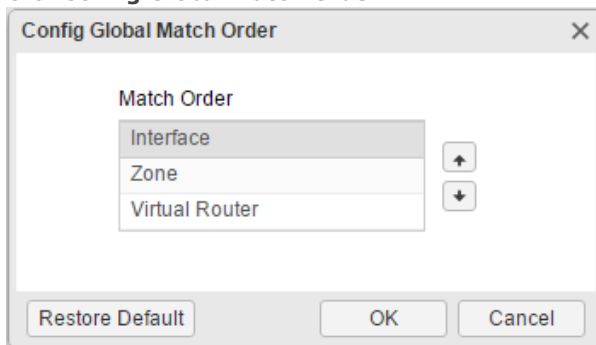 Config Global Match Order
Match Order
Interface
Zone
Virtual Router
Restore Default
OK
Cancel